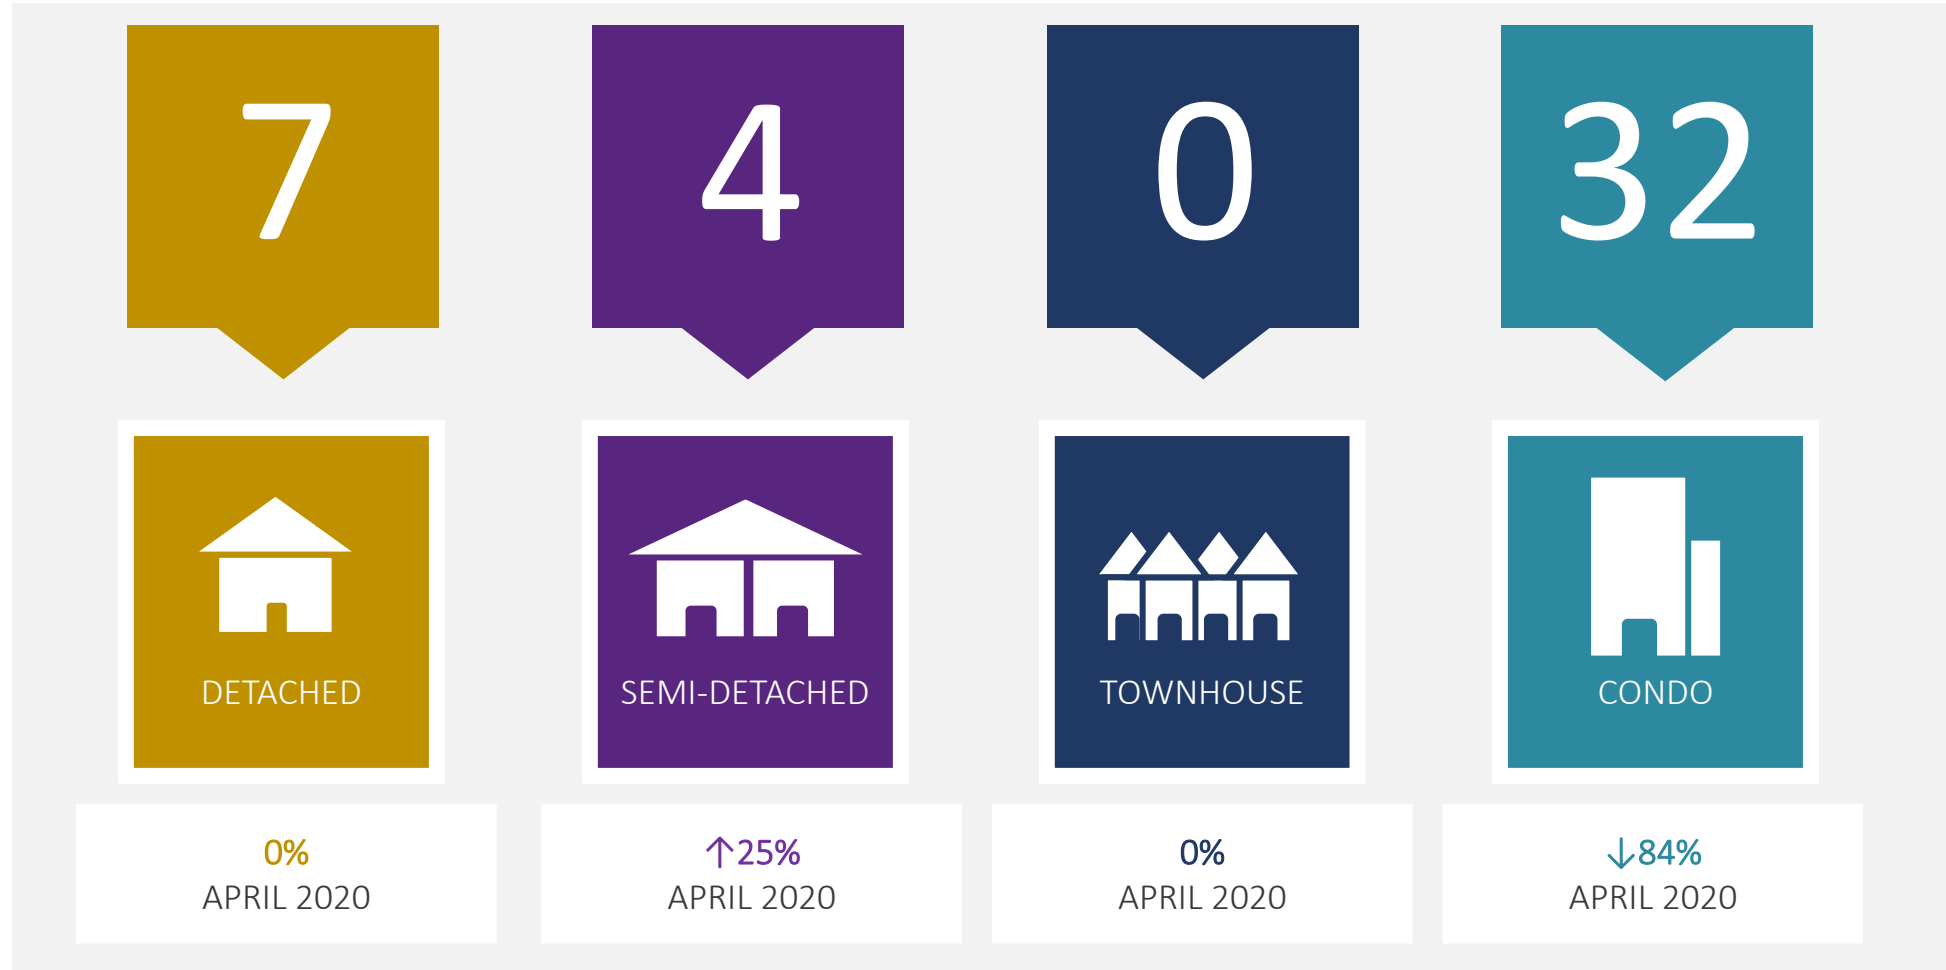 7
4
0
32
DETACHED
SEMI-DETACHED
TOWNHOUSE
CONDO
0%
APRIL 2020
↑25%
APRIL 2020
0%
APRIL 2020
↓84%
APRIL 2020